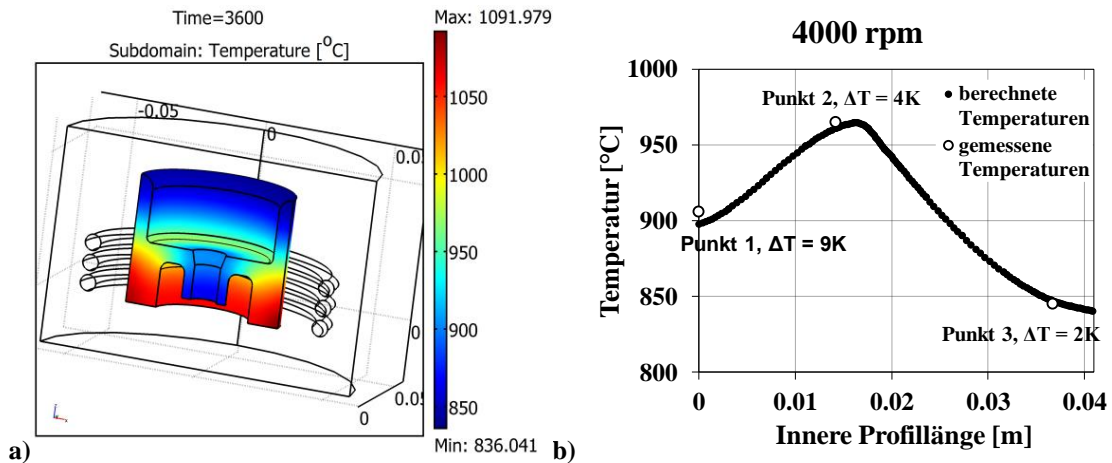 Time=3600
Max: 1091.979
Subdomain: Temperature [°C]
-0.05
0
0.0
1050
1000
950
900
850
0
0.05
0
Min: 836.041
a)
b)
4000 rpm
1000
950
900
850
800
Temperatur [°C]
Punkt 2, ΔT = 4K
berechnete
Temperaturen
gemessene
Temperaturen
Punkt 1, ΔT = 9K
Punkt 3, ΔT = 2K
0
0.01
0.02
0.03
0.04
Innere Profillänge [m]